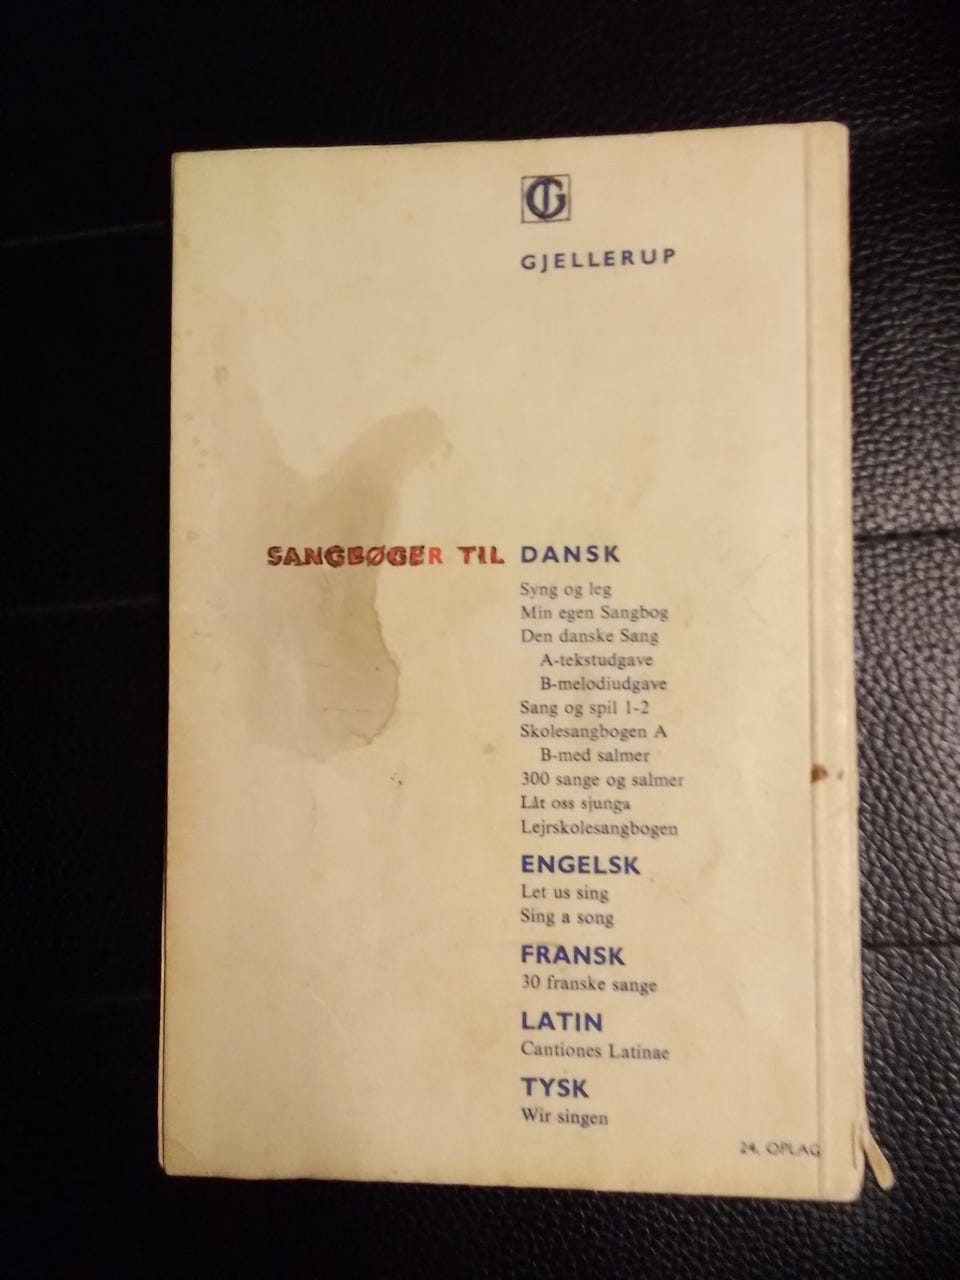 G
GJELLERUP
SANGBØGER TIL DANSK
Syng og leg
Min egen Sangbog
Den danske Sang
A-tekstudgave
B-melodiudgave
Sang og spil 1-2
Skolesangbogen A
B-med salmer
300 sange og salmer
Låt oss sjunga
Lejrskolesangbogen
ENGELSK
Let us sing
Sing a song
FRANSK
30 franske sange
LATIN
Cantiones Latinae
TYSK
Wir singen
24. OPLAG